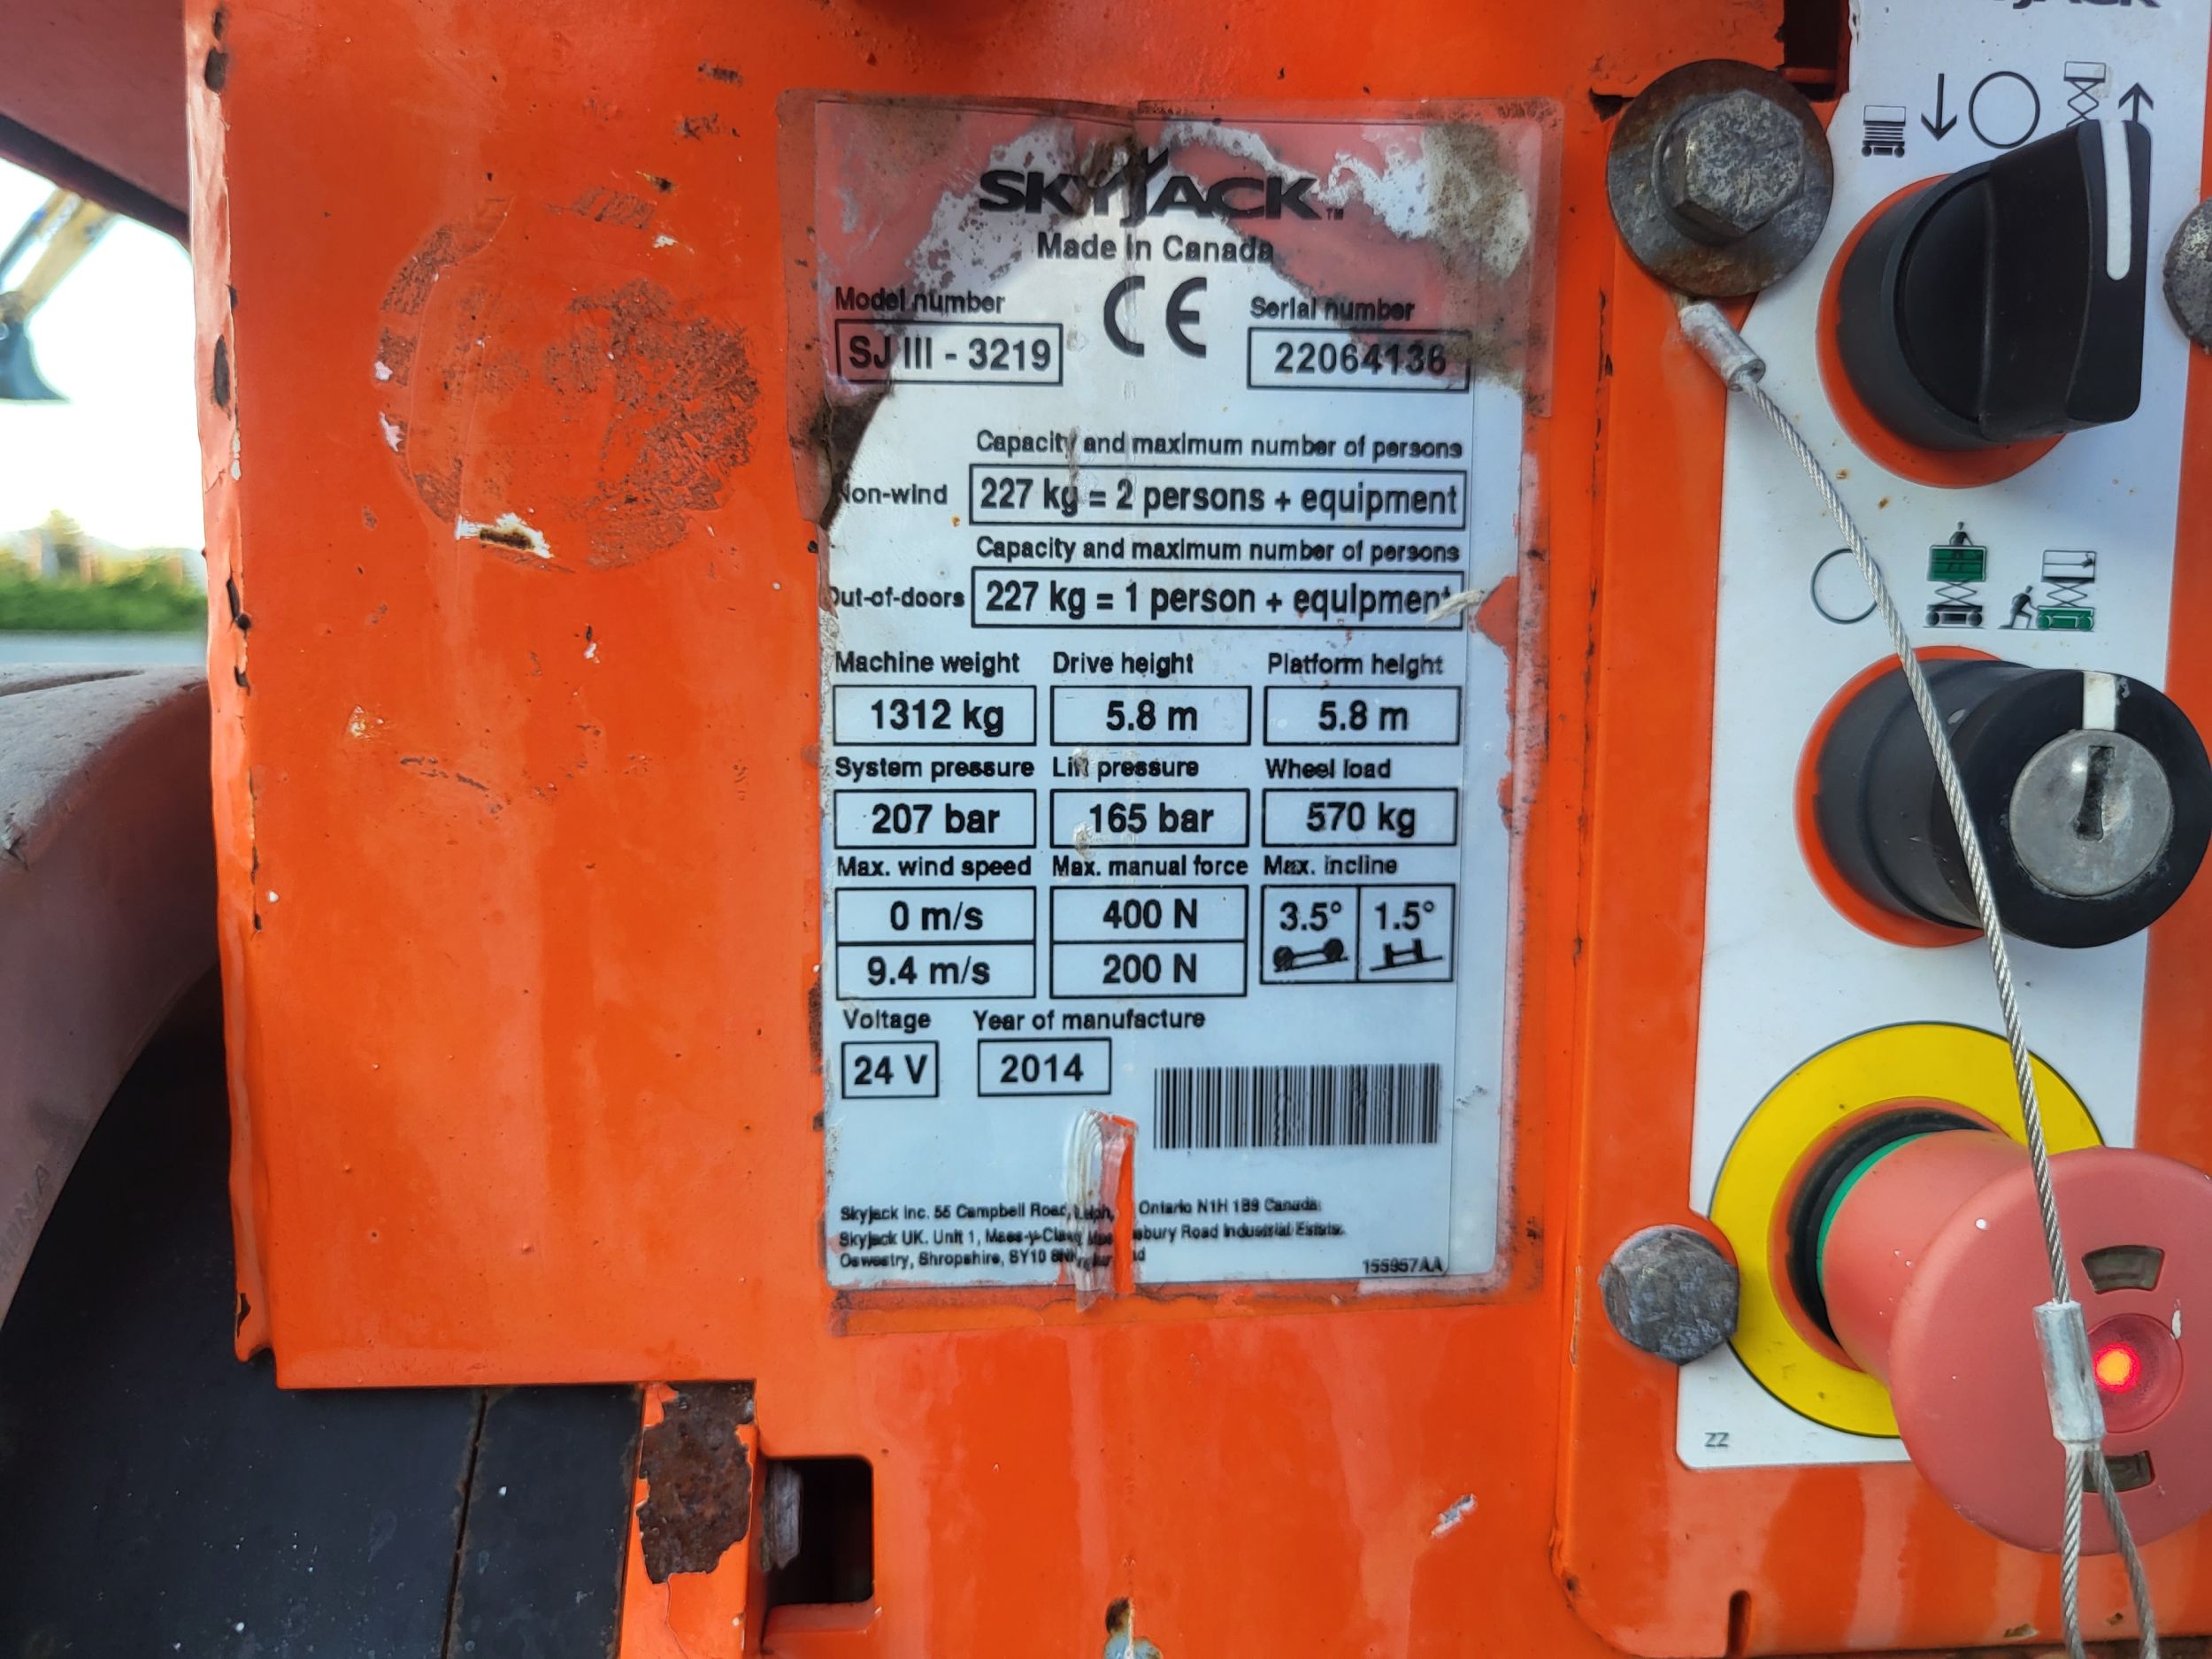 SKYJACK™
Made in Canada
Model number
CE
Serial number
SJ III - 3219
22064136
Capacity and maximum number of persons
Non-wind
227 kg = 2 persons + equipment
Capacity and maximum number of persons
Out-of-doors
227 kg = 1 person + equipment
Machine weight Drive height Platform height
1312 kg 5.8 m 5.8 m
System pressure Lift pressure Wheel load
207 bar 165 bar 570 kg
Max. wind speed Max. manual force Max. incline
0 m/s 400 N 3.5° 1.5°
9.4 m/s 200 N
Voltage Year of manufacture
24 V 2014
Skyjack Inc. 55 Campbell Road, Ontario N1H 1B9 Canada
Skyjack UK. Unit 1, Road Industrial Estate.
Oswestry, Shropshire, SY10
155957AA
ZZ